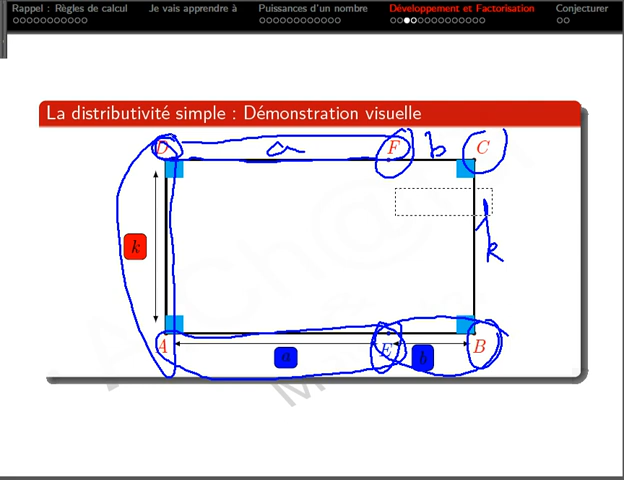 Rappel : Règles de calcul Je vais apprendre à Puissances d'un nombre Développement et Factorisation Conjecturer
La distributivité simple : Démonstration visuelle
D a F b C
k k
A E B
a b